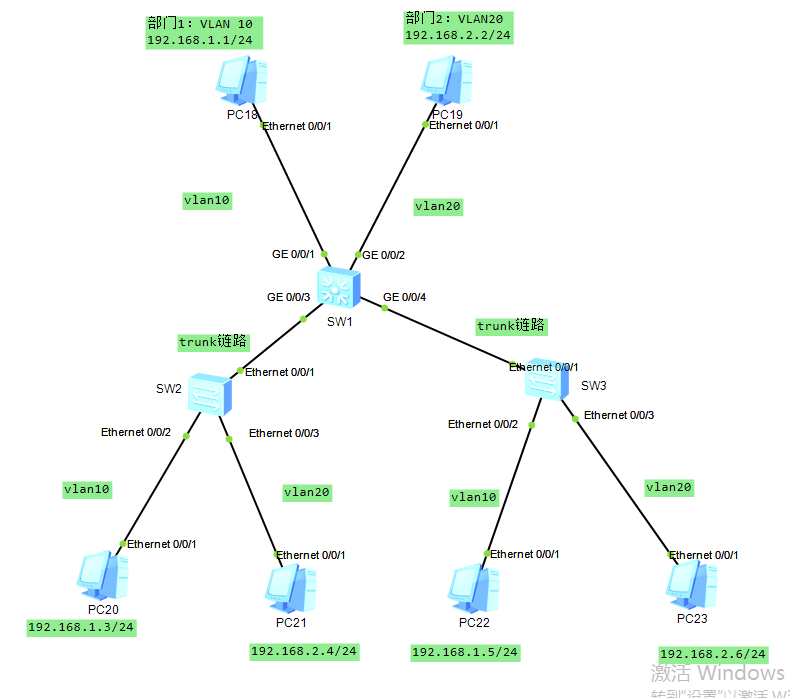 部门1: VLAN 10
192.168.1.1/24
部门2: VLAN20
192.168.2.2/24
PC18
Ethernet 0/0/1
PC19
Ethernet 0/0/1
vlan10
vlan20
GE 0/0/1
GE 0/0/2
GE 0/0/3
GE 0/0/4
SW1
trunk链路
trunk链路
Ethernet 0/0/1
Ethernet 0/0/1
SW2
SW3
Ethernet 0/0/2
Ethernet 0/0/3
Ethernet 0/0/2
Ethernet 0/0/3
vlan10
vlan20
vlan10
vlan20
Ethernet 0/0/1
Ethernet 0/0/1
Ethernet 0/0/1
Ethernet 0/0/1
PC20
PC21
PC22
PC23
192.168.1.3/24
192.168.2.4/24
192.168.1.5/24
192.168.2.6/24
激活 Windows
转到"设置"以激活 Wi